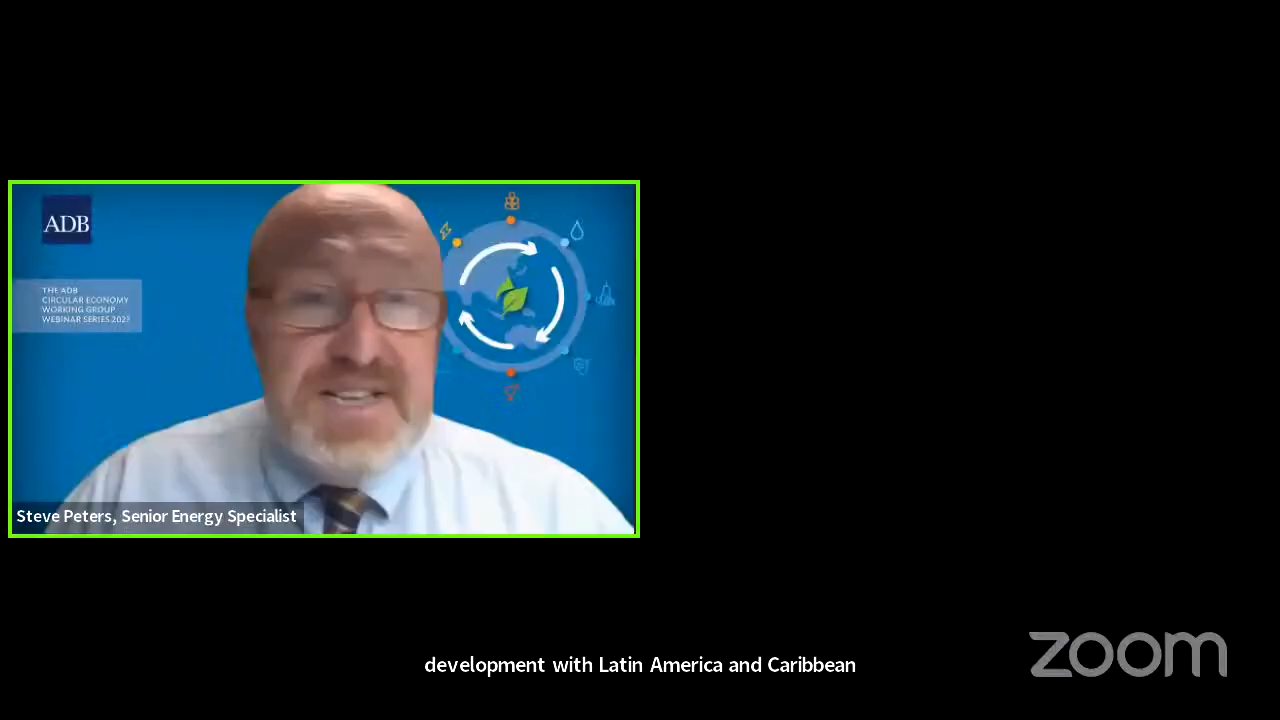 ADB
THE ADB
CIRCULAR ECONOMY
WORKING GROUP
WEBINAR SERIES 2022
Steve Peters, Senior Energy Specialist
development with Latin America and Caribbean
zoom